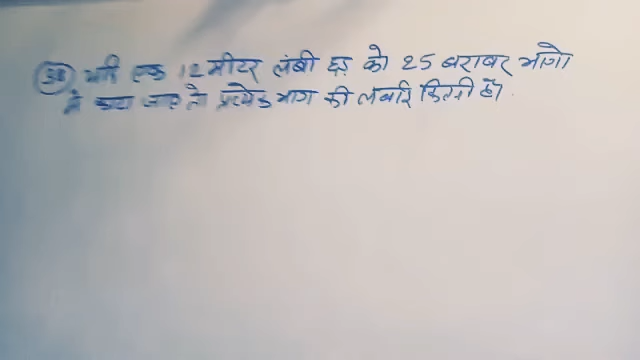 (38) यदि एक 12 मीटर लंबी छड़ को 25 बराबर भागो
में काटा जाए तो प्रत्येक भाग की लंबाई कितनी हो।